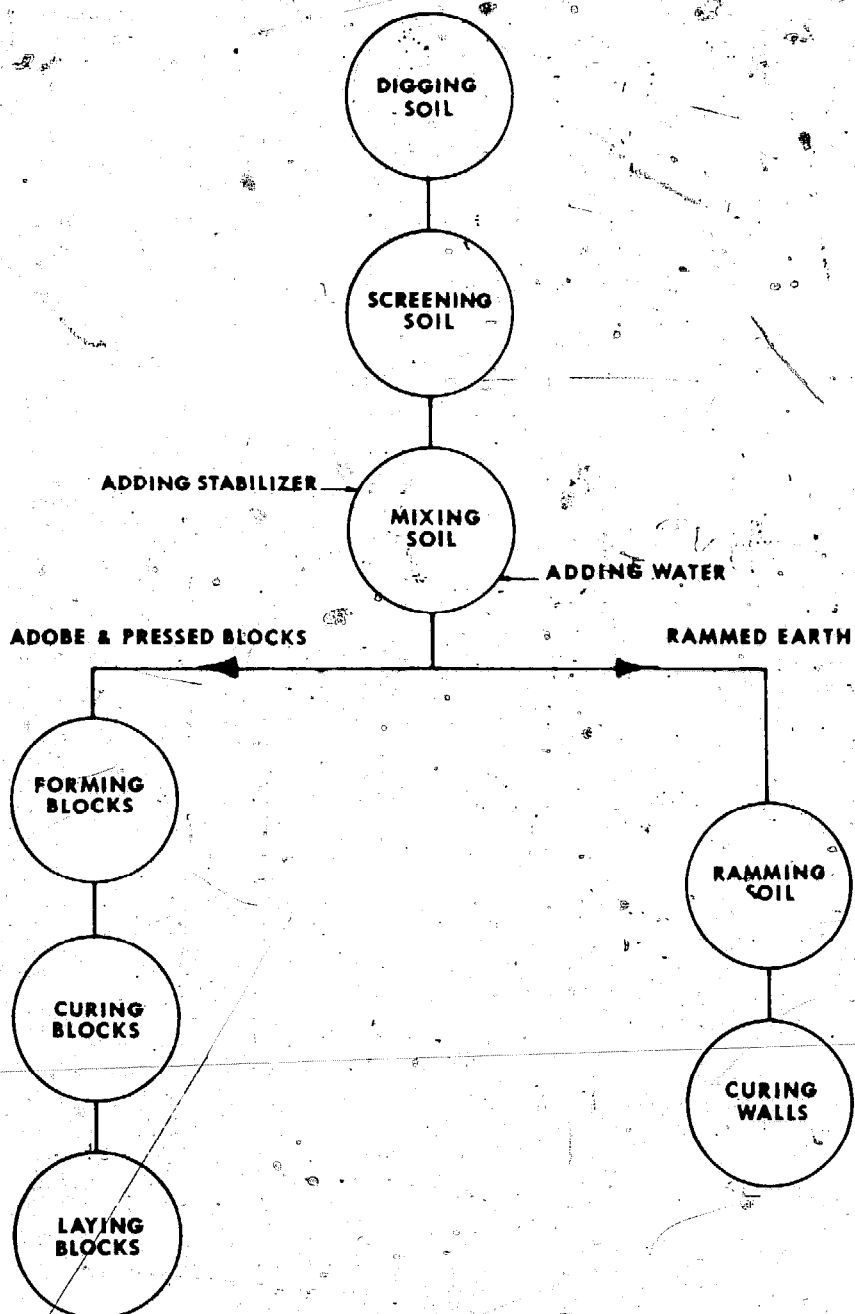 DIGGING
SOIL
SCREENING
SOIL
ADDING STABILIZER
MIXING
SOIL
ADDING WATER
ADOBE & PRESSED BLOCKS
RAMMED EARTH
FORMING
BLOCKS
RAMMING
SOIL
CURING
BLOCKS
CURING
WALLS
LAYING
BLOCKS